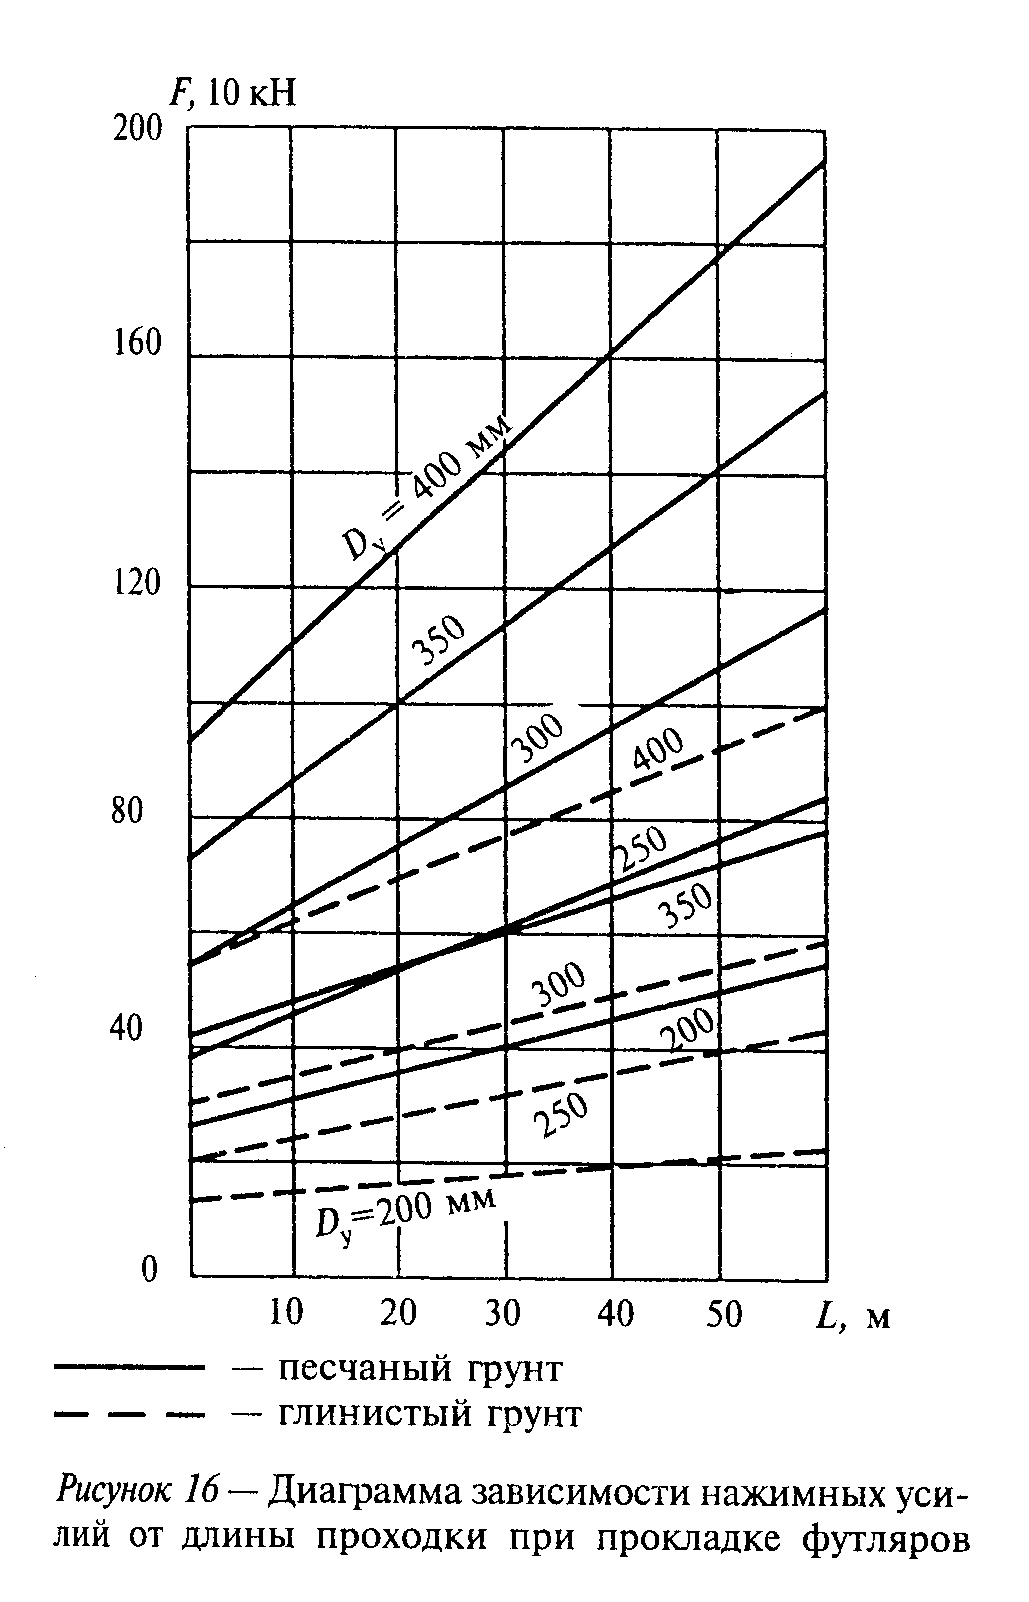 F, 10 кН
200
160
120
80
40
0
D_у = 400 мм
350
300
400
250
350
300
200
250
D_у=200 мм
10 20 30 40 50 L, м
— песчаный грунт
— глинистый грунт
Рисунок 16 — Диаграмма зависимости нажимных уси-
лий от длины проходки при прокладке футляров